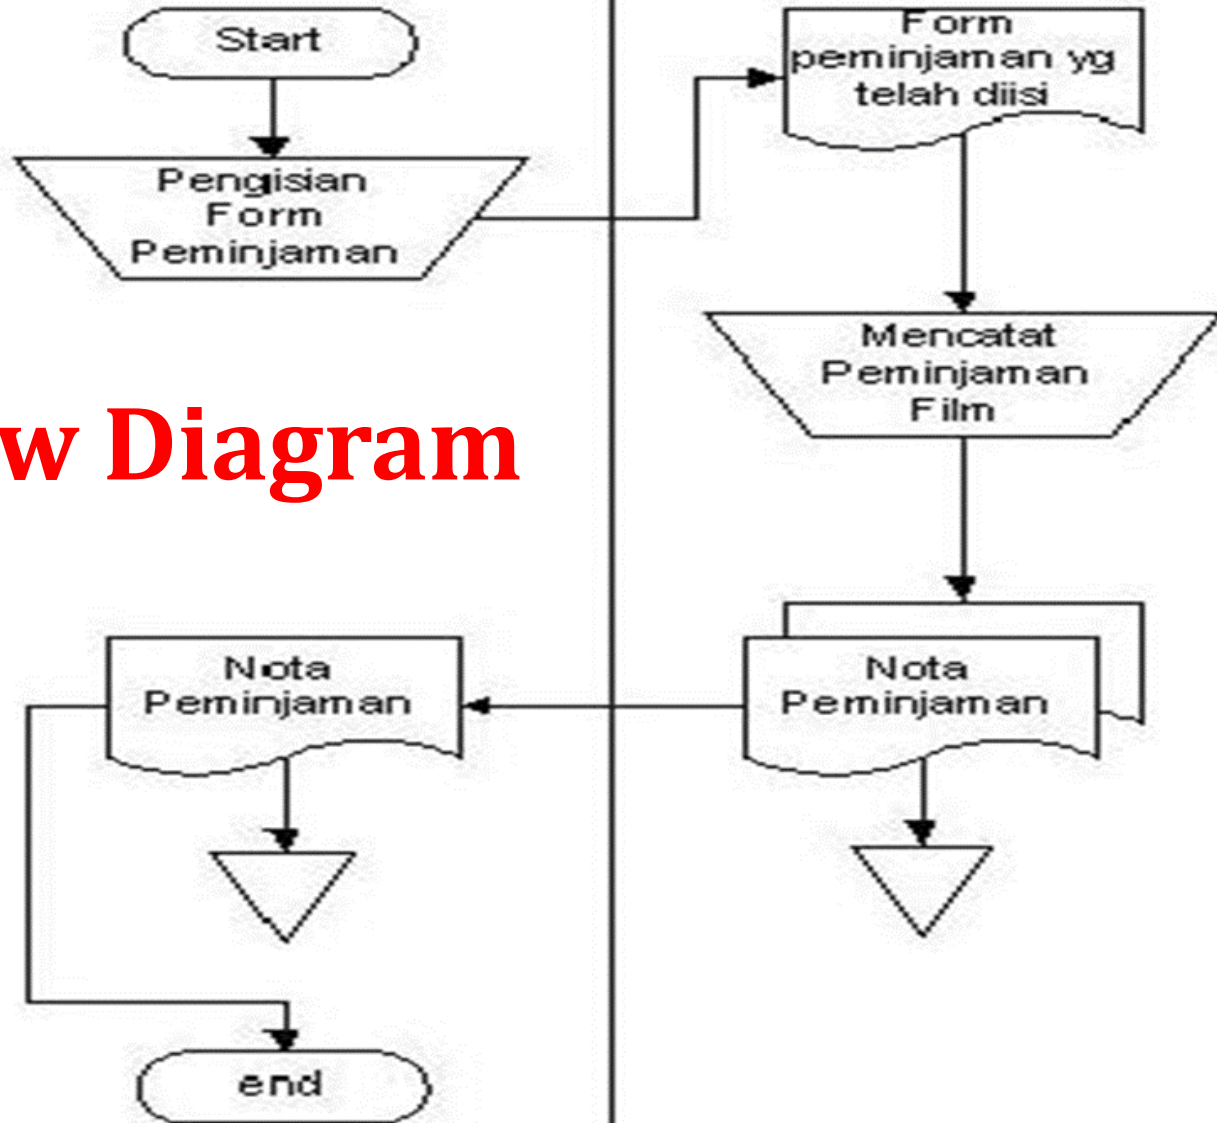 Start
Pengisian
Form
Peminjaman
Form
peminjaman yg
telah diisi
Mencatat
Peminjaman
Film
w Diagram
Nota
Peminjaman
Nota
Peminjaman
end